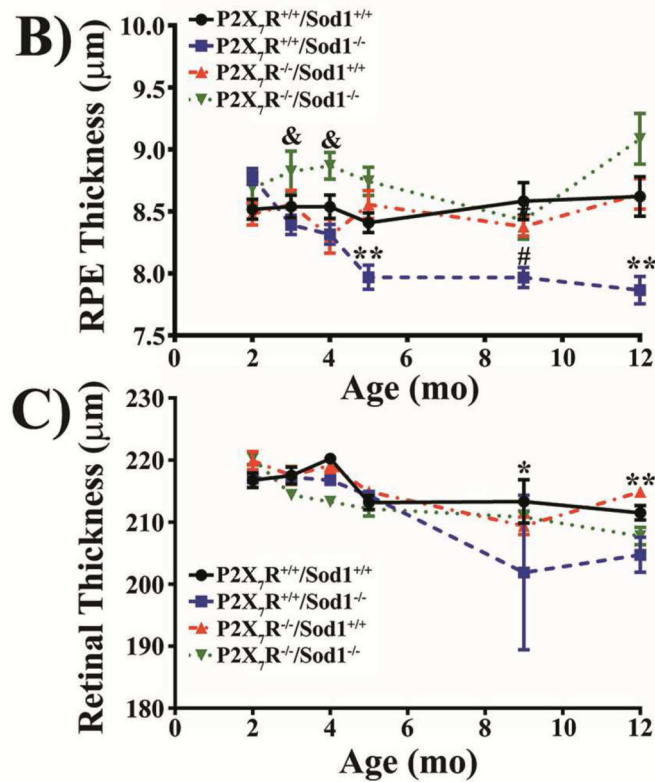 B)
P2X₇R⁺/⁺/Sod1⁺/⁺
P2X₇R⁺/⁺/Sod1⁻/⁻
P2X₇R⁻/⁻/Sod1⁺/⁺
P2X₇R⁻/⁻/Sod1⁻/⁻
RPE Thickness (μm)
10.0
9.5
9.0
8.5
8.0
7.5
& &
** # **
#
0 2 4 6 8 10 12
Age (mo)
C)
Retinal Thickness (μm)
230
220
210
200
190
180
* **
P2X₇R⁺/⁺/Sod1⁺/⁺
P2X₇R⁺/⁺/Sod1⁻/⁻
P2X₇R⁻/⁻/Sod1⁺/⁺
P2X₇R⁻/⁻/Sod1⁻/⁻
0 2 4 6 8 10 12
Age (mo)